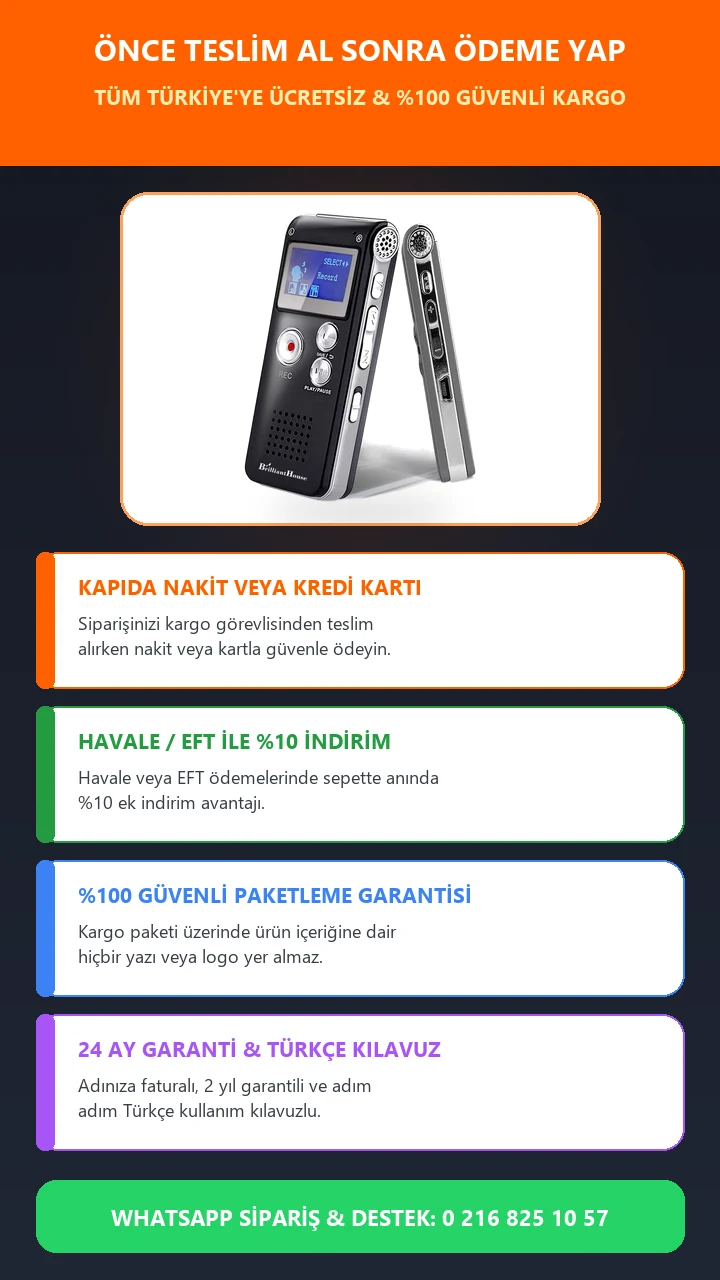 ÖNCE TESLİM AL SONRA ÖDEME YAP
TÜM TÜRKİYE'YE ÜCRETSİZ & %100 GÜVENLİ KARGO
SELECT
Record
REC
PLAY/PAUSE
BrilliantHouse
KAPIDA NAKİT VEYA KREDİ KARTI
Siparişinizi kargo görevlisinden teslim
alırken nakit veya kartla güvenle ödeyin.
HAVALE / EFT İLE %10 İNDİRİM
Havale veya EFT ödemelerinde sepette anında
%10 ek indirim avantajı.
%100 GÜVENLİ PAKETLEME GARANTİSİ
Kargo paketi üzerinde ürün içeriğine dair
hiçbir yazı veya logo yer almaz.
24 AY GARANTİ & TÜRKÇE KILAVUZ
Adınıza faturalı, 2 yıl garantili ve adım
adım Türkçe kullanım kılavuzlu.
WHATSAPP SİPARİŞ & DESTEK: 0 216 825 10 57